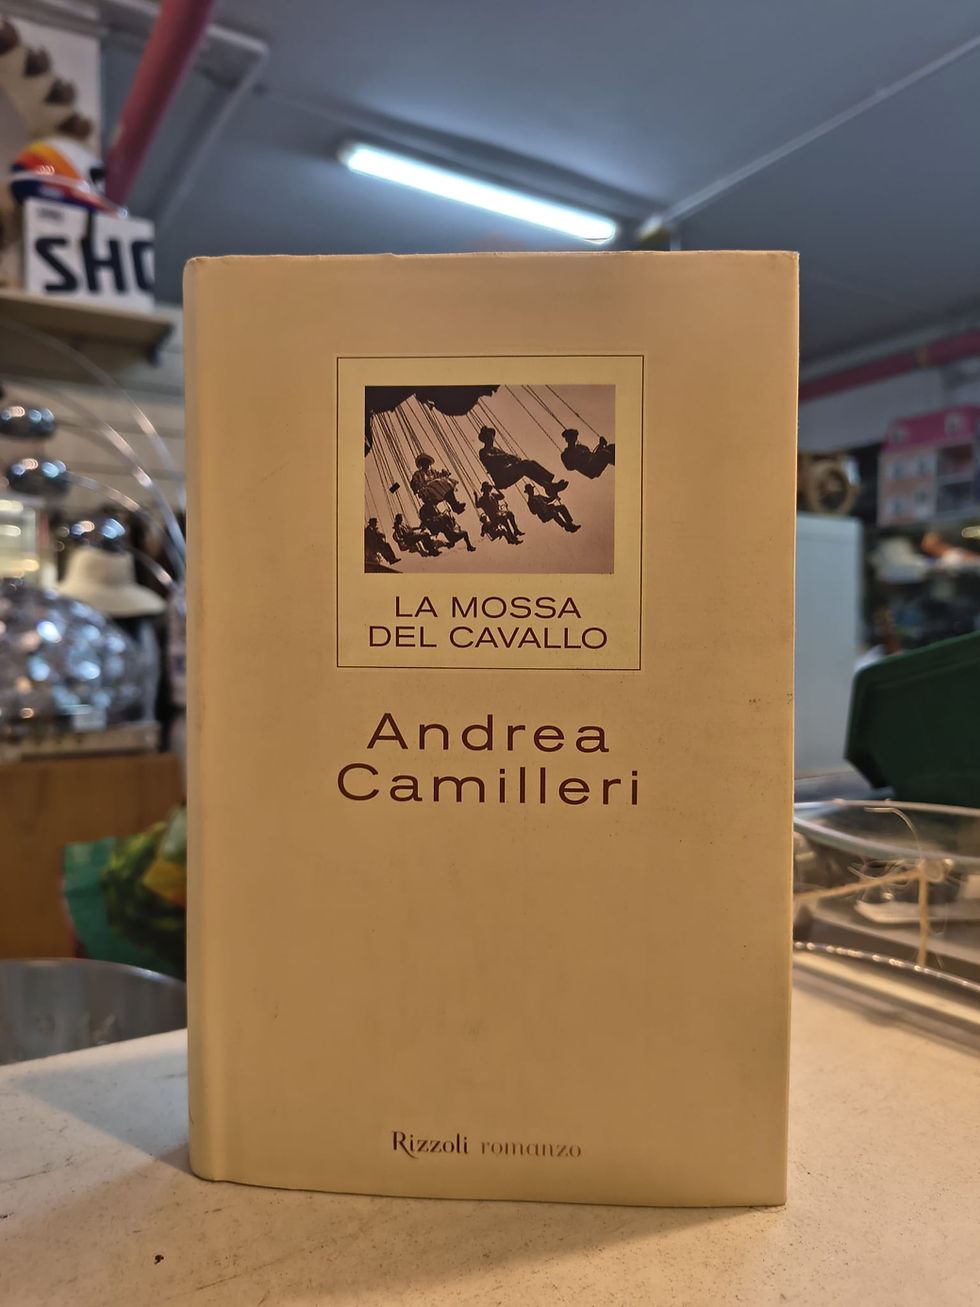 SHO
LA MOSSA
DEL CAVALLO
Andrea
Camilleri
Rizzoli romanzo